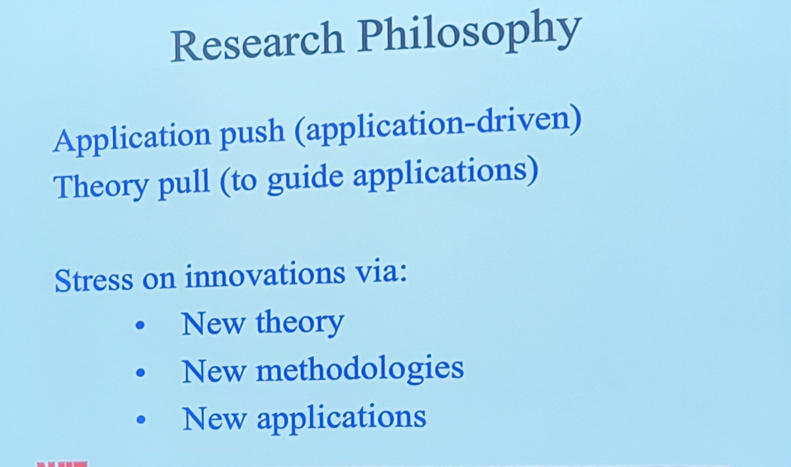 Research Philosophy
Application push (application-driven)
Theory pull (to guide applications)
Stress on innovations via:
• New theory
• New methodologies
• New applications